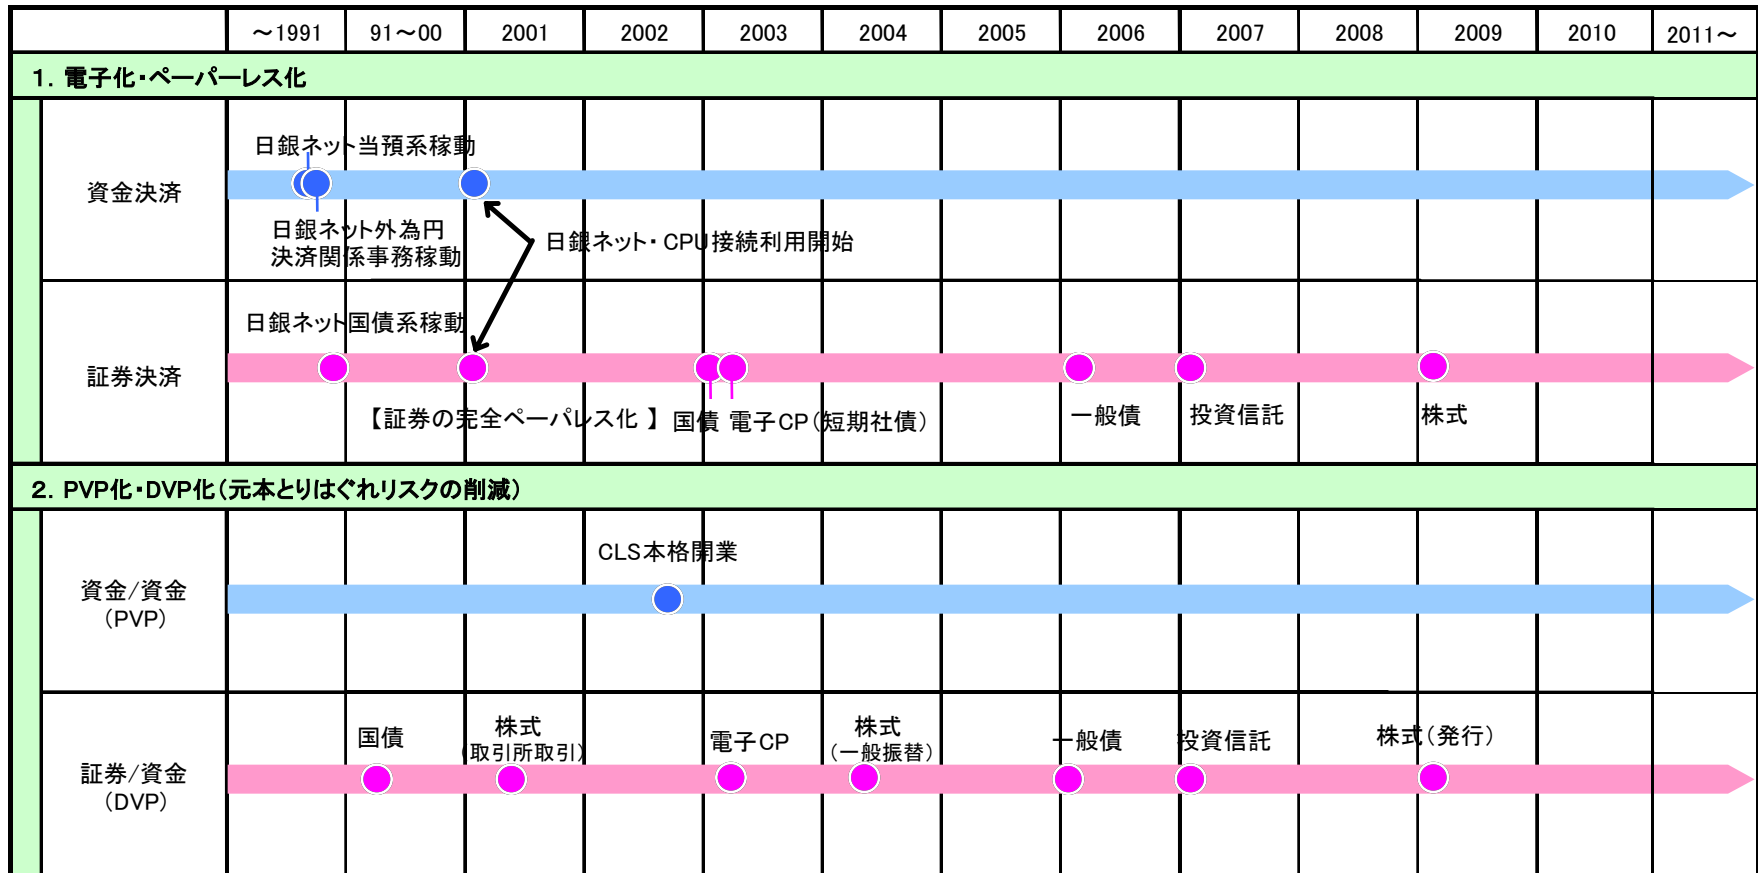 ～1991 91～00 2001 2002 2003 2004 2005 2006 2007 2008 2009 2010 2011～
1．電子化・ペーパーレス化
資金決済
日銀ネット当預系稼動
日銀ネット外為円
決済関係事務稼動
日銀ネット・CPU接続利用開始
証券決済
日銀ネット国債系稼動
【証券の完全ペーパレス化 】 国債 電子CP（短期社債） 一般債 投資信託 株式
2．PVP化・DVP化（元本とりはぐれリスクの削減）
資金/資金
（PVP）
CLS本格開業
証券/資金
（DVP）
国債
株式
（取引所取引）
電子CP
株式
（一般振替）
一般債
投資信託
株式（発行）